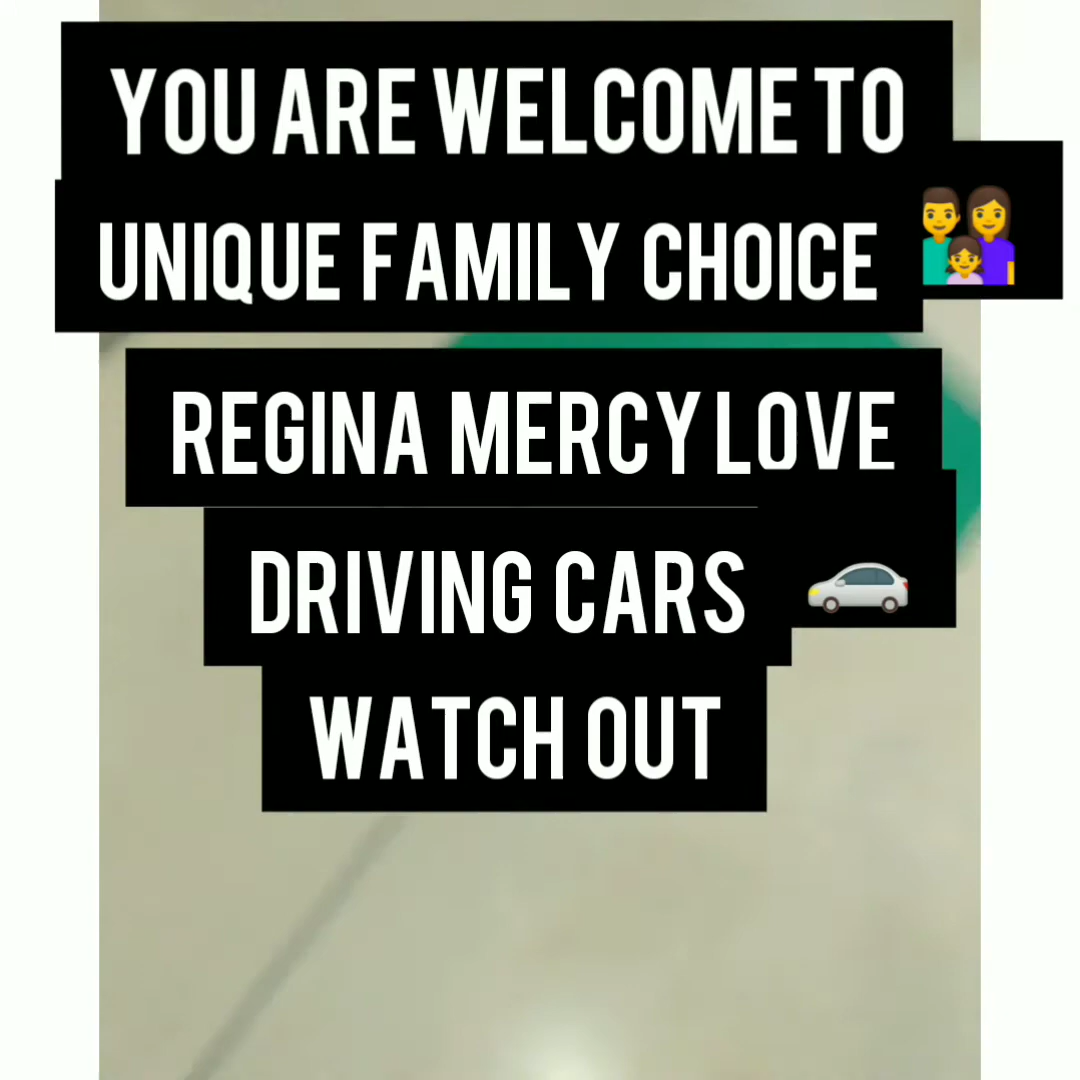 YOU ARE WELCOME TO
UNIQUE FAMILY CHOICE 👨‍👩‍👧
REGINA MERCY LOVE
DRIVING CARS 🚗
WATCH OUT